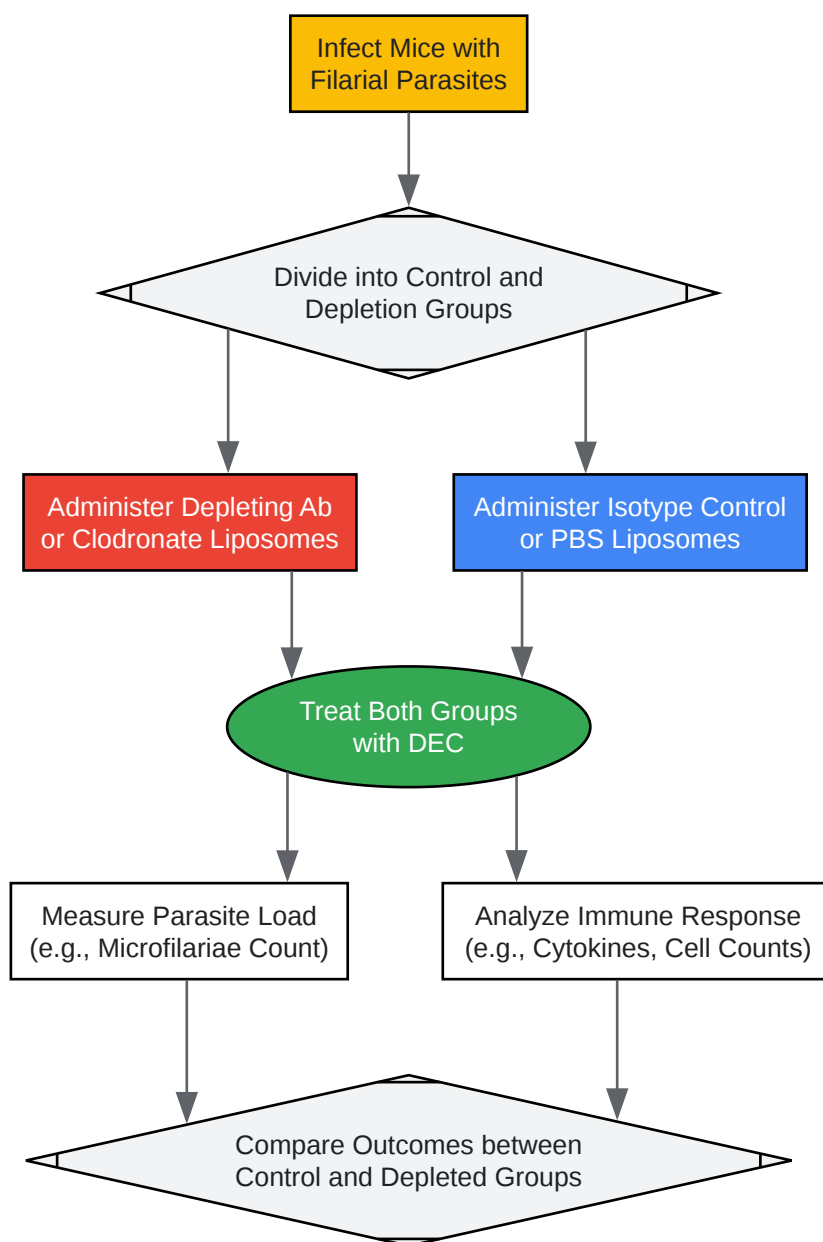 Infect Mice with
Filarial Parasites
Divide into Control and
Depletion Groups
Administer Depleting Ab
or Clodronate Liposomes
Administer Isotype Control
or PBS Liposomes
Treat Both Groups
with DEC
Measure Parasite Load
(e.g., Microfilariae Count)
Analyze Immune Response
(e.g., Cytokines, Cell Counts)
Compare Outcomes between
Control and Depleted Groups